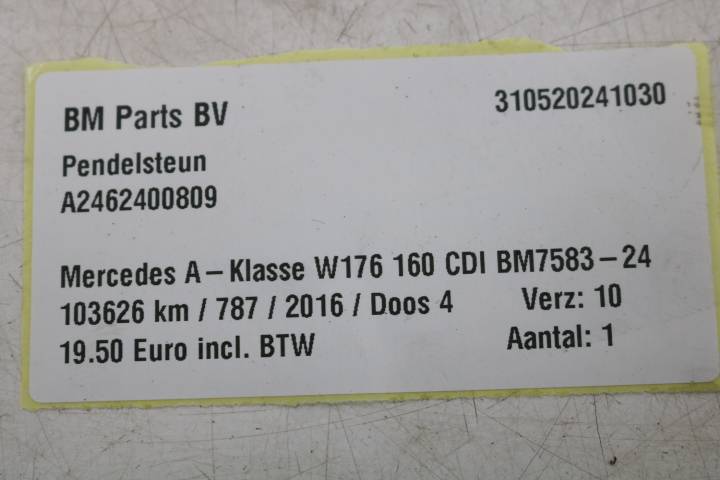 BM Parts BV 310520241030
Pendelsteun
A2462400809
Mercedes A-Klasse W176 160 CDI BM7583-24
103626 km / 787 / 2016 / Doos 4 Verz: 10
19.50 Euro incl. BTW Aantal: 1